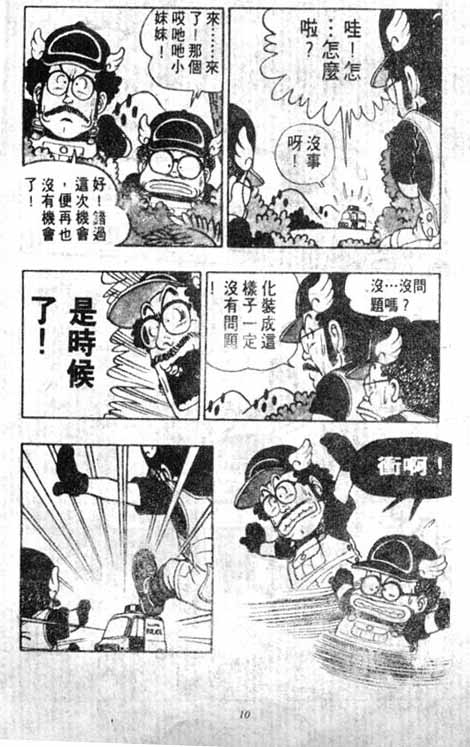 哇！怎
…怎麼
啦？
沒事
呀！
來……來
了！那個
哎吔吔小
妹妹！
好！錯過
這次機會
，便再也
沒有機會
了！
沒…沒問
題嗎？
化裝成這
樣子一定
沒有問題
！
是時候
了！
衝啊！
POLICE
10